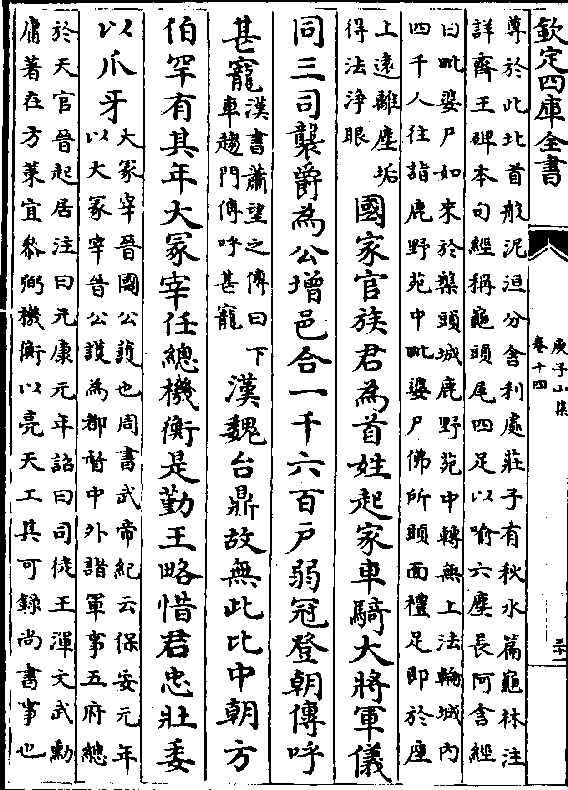 欽定四庫全書
庾子山集
卷十四
尊於此北首般泥洹分舍利處莊子有秋水篇龜林注
詳齊王碑本句經稱龜頭尾四足以喻六塵長阿含經
曰毗婆尸如來於槃頭城鹿野苑中轉無上法輪城內
四千人往詣鹿野苑中毗婆尸佛所頭面禮足即於座
上遠離塵垢
得法淨眼
國家官族君為首姓起家車騎大將軍儀
同三司襲爵為公增邑合一千六百戶弱冠登朝傳呼
甚寵
漢書蕭望之傳曰下
車趨門傳呼甚寵
漢魏台鼎故無此比中朝方
伯罕有其年大冢宰任總機衡是勤王略惜君忠壯委
以爪牙
大冢宰晉國公護也周書武帝紀云保安元年
以大冢宰晉公護為都督中外諸軍事五府總
於天官晉起居注曰元康元年詔曰司徒王渾文武勳
庸著在方策宜叅弼機衡以亮天工其可錄尚書事也